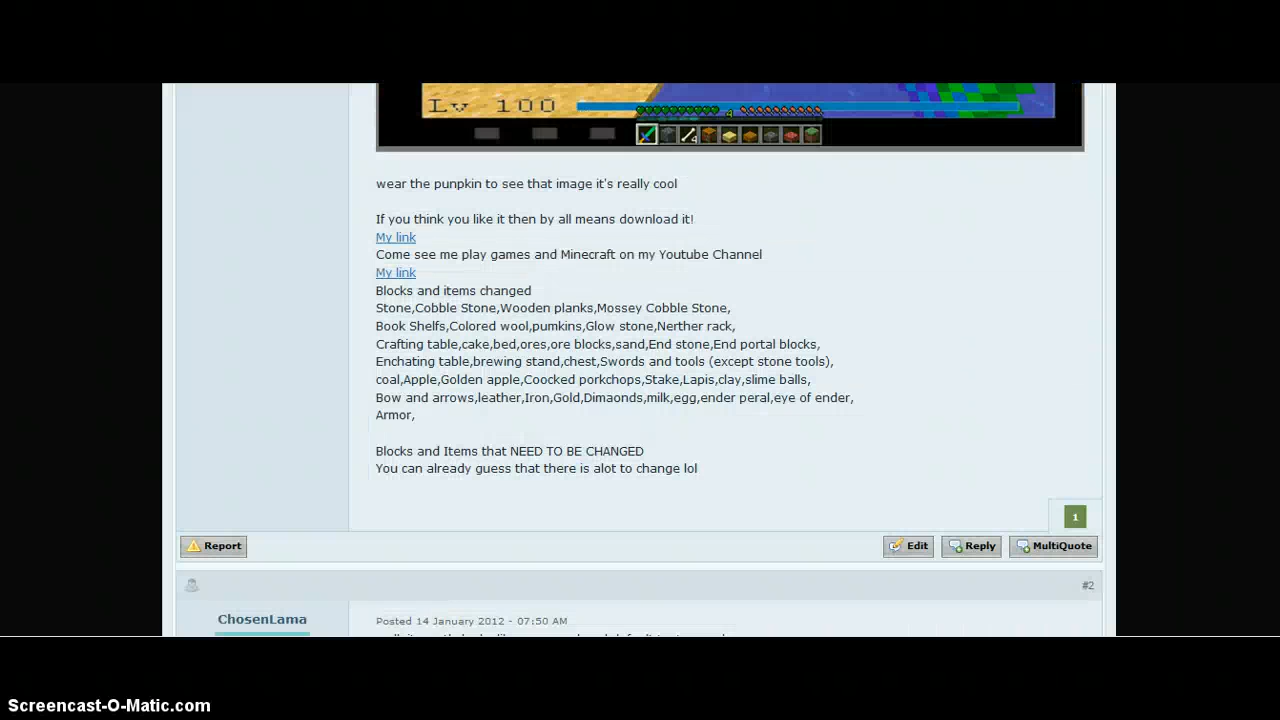 Lv 100
4
4
wear the punpkin to see that image it's really cool
If you think you like it then by all means download it!
My link
Come see me play games and Minecraft on my Youtube Channel
My link
Blocks and items changed
Stone,Cobble Stone,Wooden planks,Mossey Cobble Stone,
Book Shelfs,Colored wool,pumkins,Glow stone,Nerther rack,
Crafting table,cake,bed,ores,ore blocks,sand,End stone,End portal blocks,
Enchating table,brewing stand,chest,Swords and tools (except stone tools),
coal,Apple,Golden apple,Coocked porkchops,Stake,Lapis,clay,slime balls,
Bow and arrows,leather,Iron,Gold,Dimaonds,milk,egg,ender peral,eye of ender,
Armor,
Blocks and Items that NEED TO BE CHANGED
You can already guess that there is alot to change lol
1
Report
Edit
Reply
MultiQuote
#2
ChosenLama
Posted 14 January 2012 - 07:50 AM
Screencast-O-Matic.com